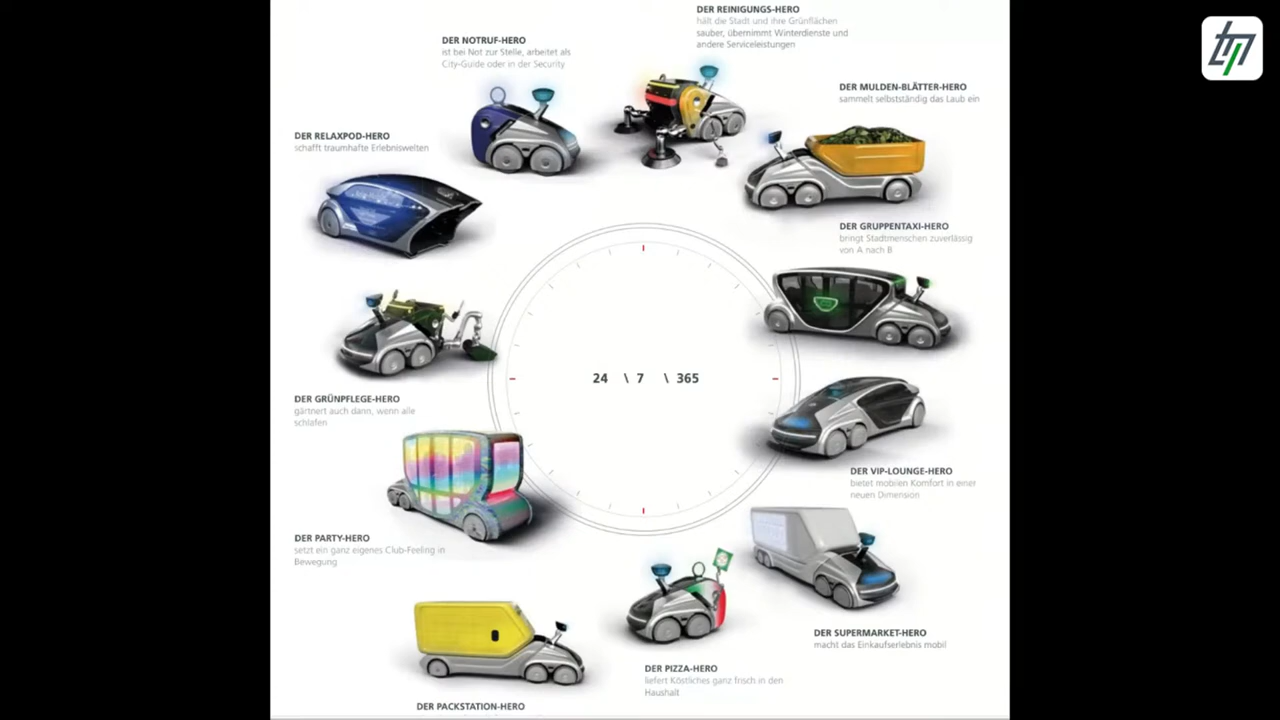 DER REINIGUNGS-HERO
hält die Stadt und ihre Grünflächen
sauber, übernimmt Winterdienste und
andere Serviceleistungen
DER NOTRUF-HERO
ist bei Not zur Stelle, arbeitet als
City-Guide oder in der Security
DER MULDEN-BLÄTTER-HERO
sammelt selbstständig das Laub ein
DER RELAXPOD-HERO
schafft traumhafte Erlebniswelten
DER GRUPPENTAXI-HERO
bringt Stadtmenschen zuverlässig
von A nach B
24 \ 7 \ 365
DER GRÜNPFLEGE-HERO
gärtnert auch dann, wenn alle
schlafen
DER VIP-LOUNGE-HERO
bietet mobilen Komfort in einer
neuen Dimension
DER PARTY-HERO
setzt ein ganz eigenes Club-Feeling in
Bewegung
DER SUPERMARKET-HERO
macht das Einkaufserlebnis mobil
DER PIZZA-HERO
liefert Köstliches ganz frisch in den
Haushalt
DER PACKSTATION-HERO